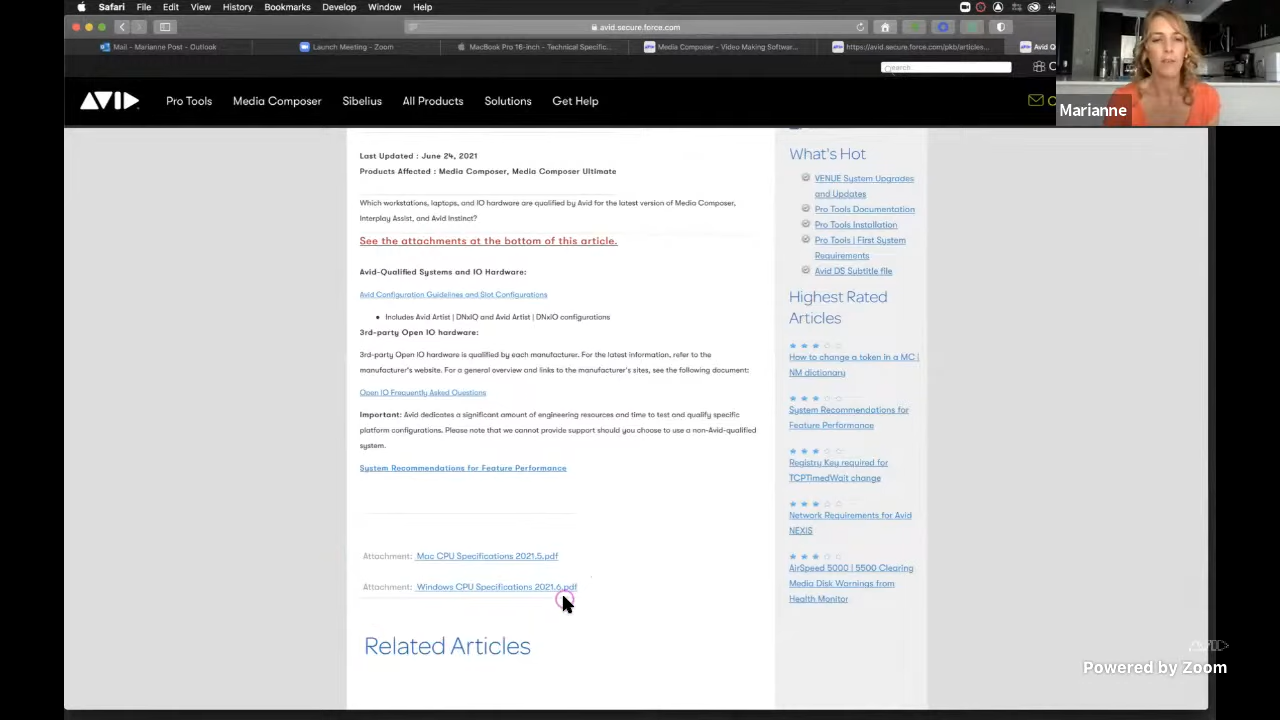 Safari File Edit View History Bookmarks Develop Window Help
avid.secure.force.com
Mail - Marianne Post - Outlook
Launch Meeting - Zoom
MacBook Pro 16-inch - Technical Specific...
Media Composer - Video Making Softwar...
https://avid.secure.force.com/pkb/articles...
Avid Q
Search
AVID
Pro Tools Media Composer Sibelius All Products Solutions Get Help
Marianne
Last Updated : June 24, 2021
Products Affected : Media Composer, Media Composer Ultimate
Which workstations, laptops, and IO hardware are qualified by Avid for the latest version of Media Composer,
Interplay Assist, and Avid Instinct?
See the attachments at the bottom of this article.
Avid-Qualified Systems and IO Hardware:
Avid Configuration Guidelines and Slot Configurations
• Includes Avid Artist | DNxIQ and Avid Artist | DNxIO configurations
3rd-party Open IO hardware:
3rd-party Open IO hardware is qualified by each manufacturer. For the latest information, refer to the
manufacturer's website. For a general overview and links to the manufacturer's sites, see the following document:
Open IO Frequently Asked Questions
Important: Avid dedicates a significant amount of engineering resources and time to test and qualify specific
platform configurations. Please note that we cannot provide support should you choose to use a non-Avid-qualified
system.
System Recommendations for Feature Performance
Attachment: Mac CPU Specifications 2021.5.pdf
Attachment: Windows CPU Specifications 2021.6.pdf
Related Articles
What's Hot
VENUE System Upgrades
and Updates
Pro Tools Documentation
Pro Tools Installation
Pro Tools | First System
Requirements
Avid DS Subtitle file
Highest Rated
Articles
How to change a token in a MC |
NM dictionary
System Recommendations for
Feature Performance
Registry Key required for
TCPTimedWait change
Network Requirements for Avid
NEXIS
AirSpeed 5000 | 5500 Clearing
Media Disk Warnings from
Health Monitor
AVID
Powered by Zoom